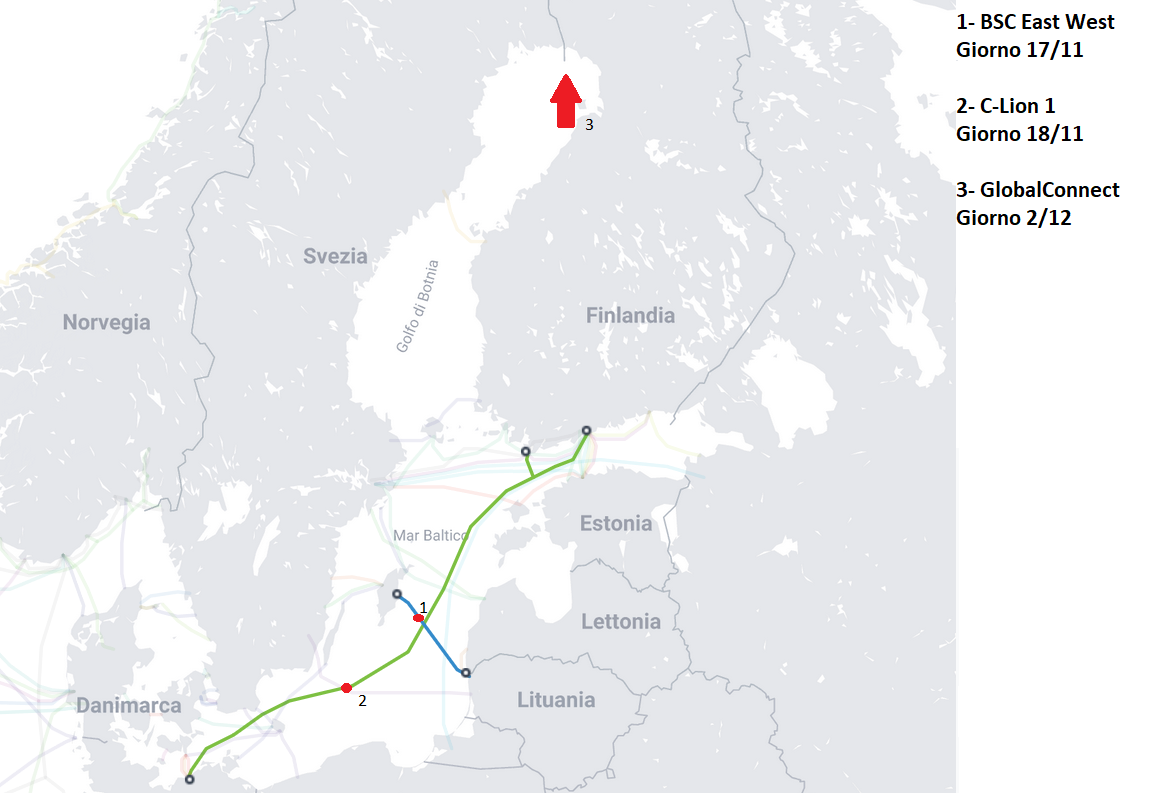 1- BSC East West
Giorno 17/11
2- C-Lion 1
Giorno 18/11
3- GlobalConnect
Giorno 2/12
3
Svezia
Golfo di Botnia
Norvegia
Finlandia
Estonia
Mar Baltico
1
Lettonia
2
Lituania
Danimarca